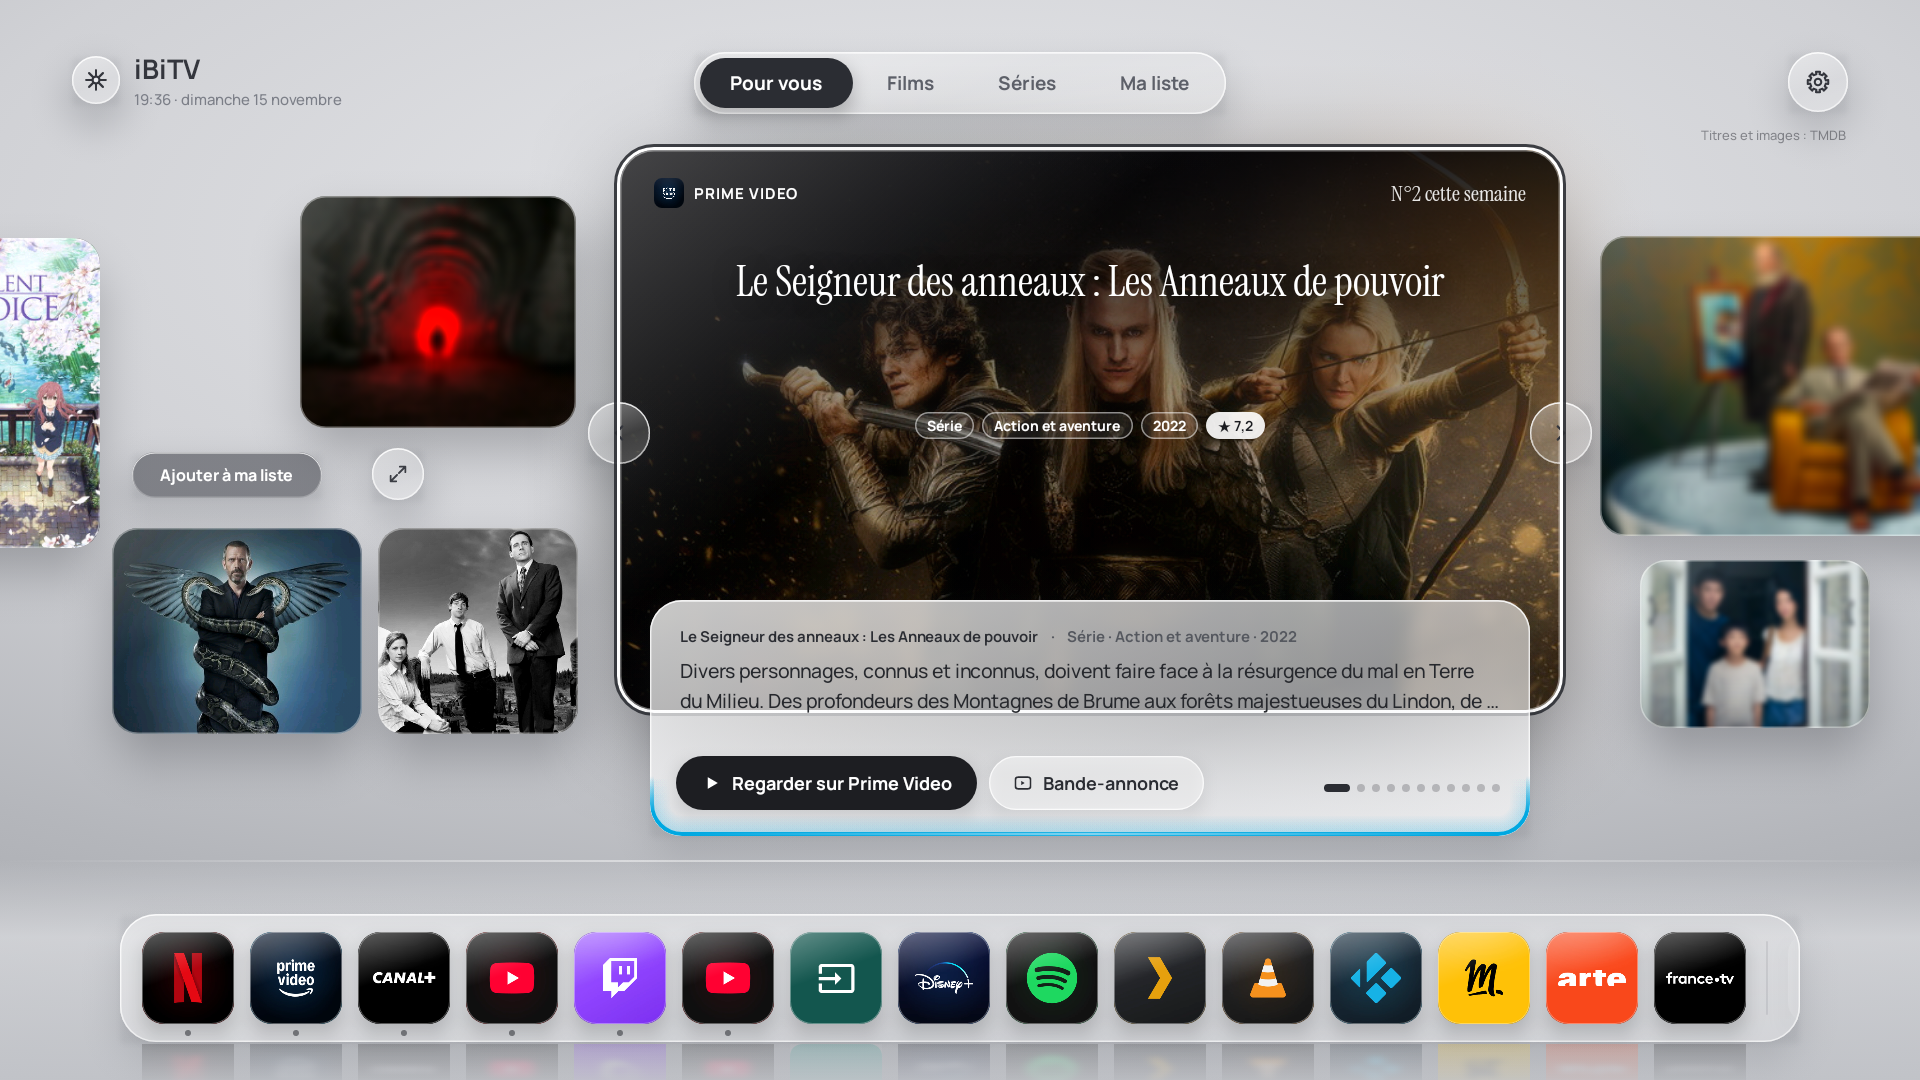 iBiTV
19:36 · dimanche 15 novembre
Pour vous
Films
Séries
Ma liste
Titres et images : TMDB
PRIME VIDEO
N°2 cette semaine
Le Seigneur des anneaux : Les Anneaux de pouvoir
Série
Action et aventure
2022
★ 7,2
Ajouter à ma liste
Le Seigneur des anneaux : Les Anneaux de pouvoir · Série · Action et aventure · 2022
Divers personnages, connus et inconnus, doivent faire face à la résurgence du mal en Terre
du Milieu. Des profondeurs des Montagnes de Brume aux forêts majestueuses du Lindon, de ...
Regarder sur Prime Video
Bande-annonce
N
prime video
CANAL+
Disney+
M.
arte
france•tv